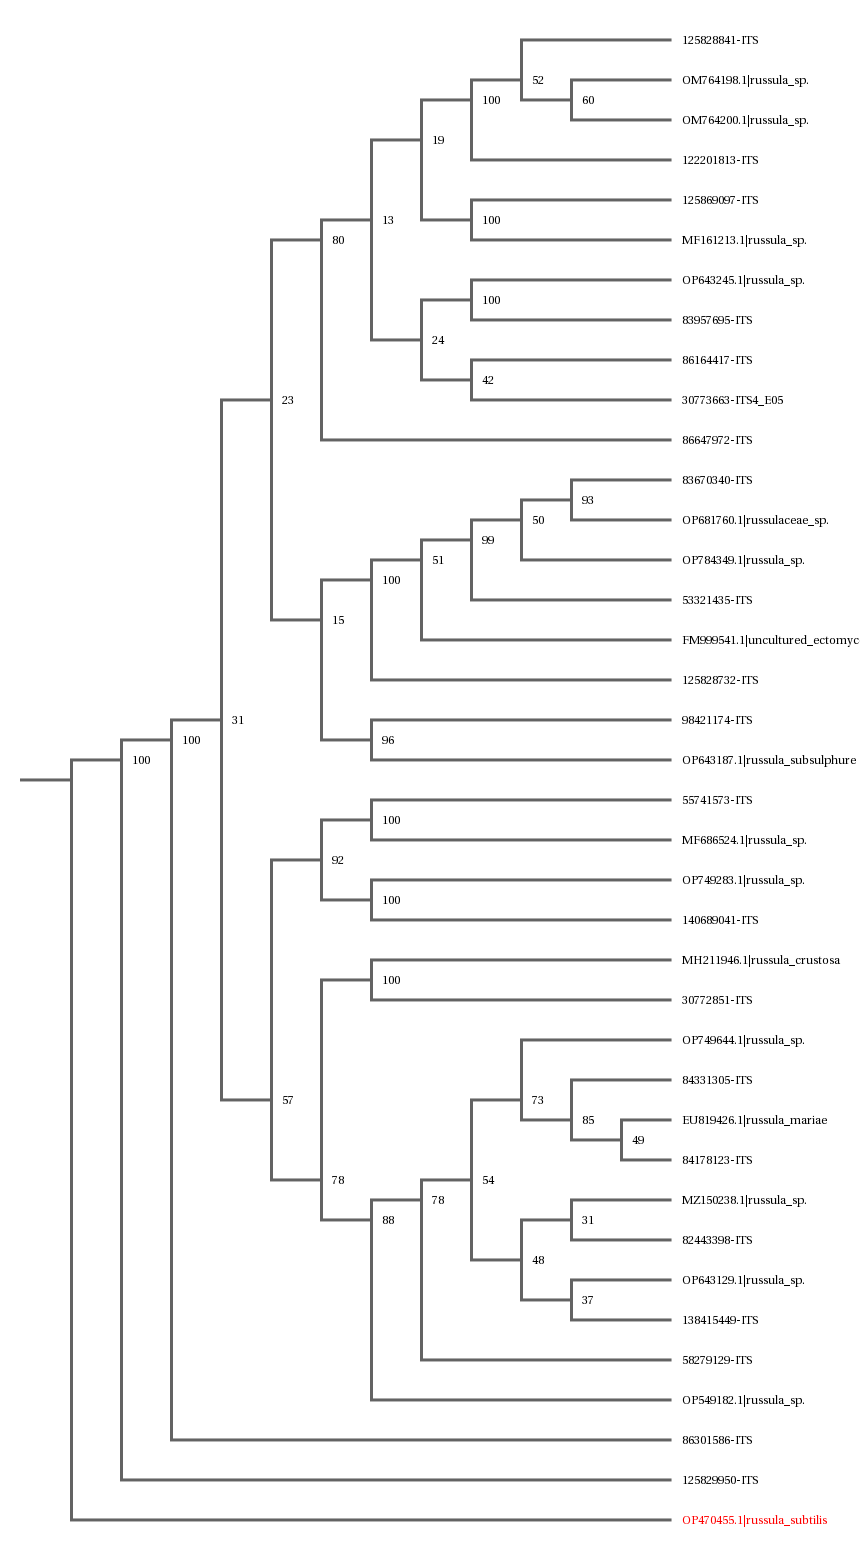 125828841-ITS
52
OM764198.1|russula_sp.
100
60
OM764200.1|russula_sp.
19
122201813-ITS
125869097-ITS
13
100
80
MF161213.1|russula_sp.
OP643245.1|russula_sp.
100
83957695-ITS
24
86164417-ITS
42
23
30773663-ITS4_E05
86647972-ITS
83670340-ITS
93
50
OP681760.1|russulaceae_sp.
99
51
OP784349.1|russula_sp.
100
53321435-ITS
15
FM999541.1|uncultured_ectomyc
125828732-ITS
31
98421174-ITS
100
96
100
OP643187.1|russula_subsulphure
55741573-ITS
100
MF686524.1|russula_sp.
92
OP749283.1|russula_sp.
100
140689041-ITS
MH211946.1|russula_crustosa
100
30772851-ITS
OP749644.1|russula_sp.
84331305-ITS
57
73
85
EU819426.1|russula_mariae
49
84178123-ITS
78
54
78
MZ150238.1|russula_sp.
88
31
82443398-ITS
48
OP643129.1|russula_sp.
37
138415449-ITS
58279129-ITS
OP549182.1|russula_sp.
86301586-ITS
125829950-ITS
OP470455.1|russula_subtilis